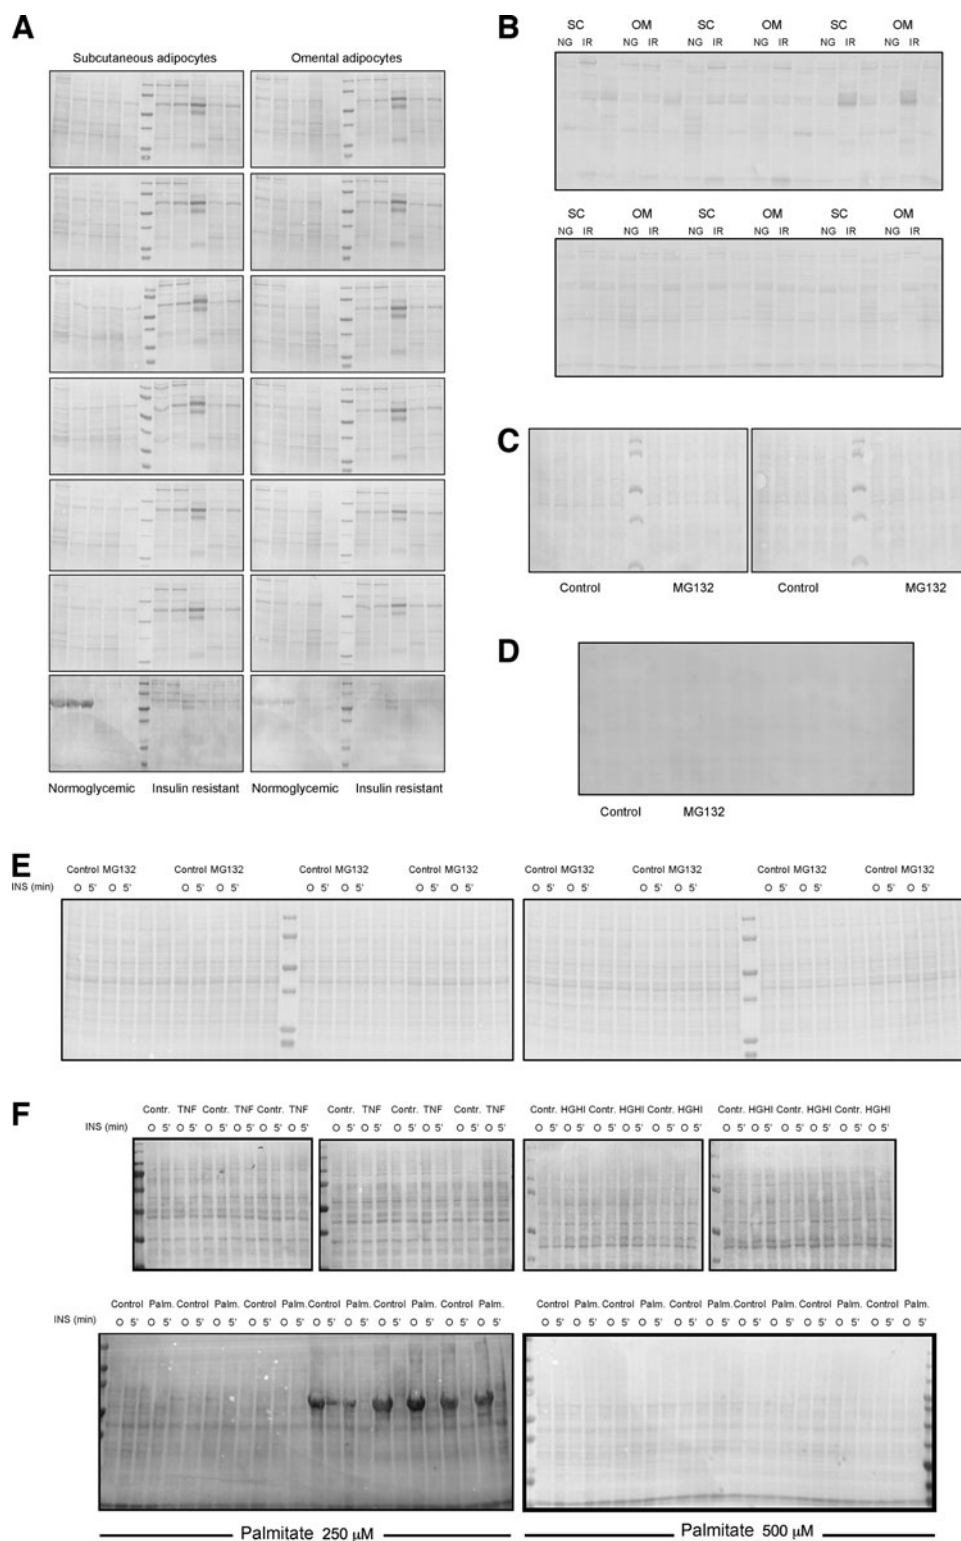 A
Subcutaneous adipocytes Omental adipocytes
Normoglycemic Insulin resistant Normoglycemic Insulin resistant
B
SC OM SC OM SC OM
NG IR NG IR NG IR NG IR NG IR NG IR
SC OM SC OM SC OM
NG IR NG IR NG IR NG IR NG IR NG IR
C
Control MG132 Control MG132
D
Control MG132
E
Control MG132 Control MG132 Control MG132 Control MG132 Control MG132 Control MG132 Control MG132 Control MG132
INS (min) O 5' O 5' O 5' O 5' O 5' O 5' O 5' O 5' O 5' O 5' O 5' O 5' O 5' O 5' O 5' O 5'
F
Contr. TNF Contr. TNF Contr. TNF Contr. TNF Contr. TNF Contr. TNF Contr. HGHI Contr. HGHI Contr. HGHI Contr. HGHI Contr. HGHI Contr. HGHI
INS (min) O 5' O 5' O 5' O 5' O 5' O 5' O 5' O 5' O 5' O 5' O 5' O 5' O 5' O 5' O 5' O 5' O 5' O 5' O 5' O 5' O 5' O 5' O 5' O 5'
Control Palm. Control Palm. Control Palm. Control Palm. Control Palm. Control Palm. Control Palm. Control Palm. Control Palm. Control Palm. Control Palm. Control Palm.
INS (min) O 5' O 5' O 5' O 5' O 5' O 5' O 5' O 5' O 5' O 5' O 5' O 5' O 5' O 5' O 5' O 5' O 5' O 5' O 5' O 5' O 5' O 5' O 5' O 5'
Palmitate 250 µM Palmitate 500 µM